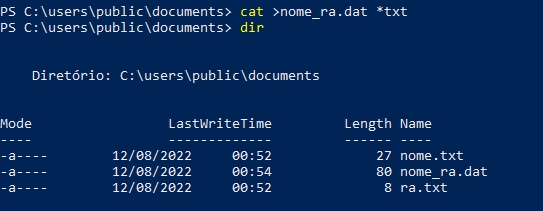 PS C:\users\public\documents> cat >nome_ra.dat *txt
PS C:\users\public\documents> dir
Diretório: C:\users\public\documents
Mode LastWriteTime Length Name
---- ------------- ------ ----
-a---- 12/08/2022 00:52 27 nome.txt
-a---- 12/08/2022 00:54 80 nome_ra.dat
-a---- 12/08/2022 00:52 8 ra.txt